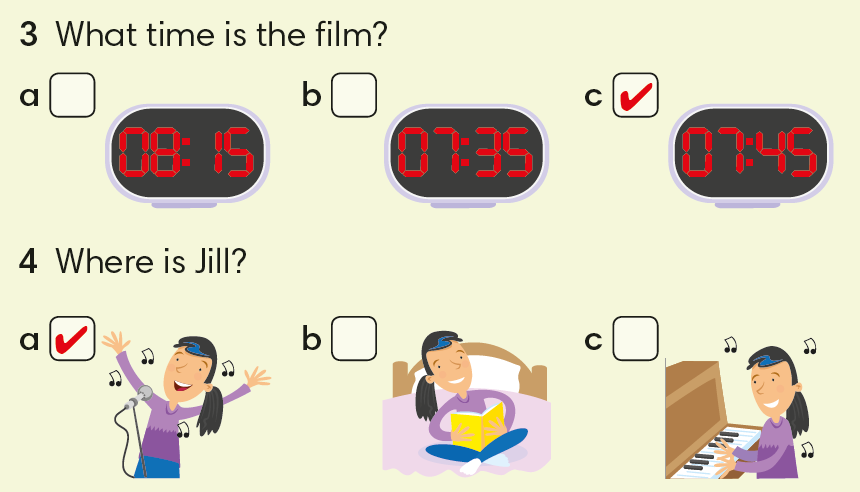 3 What time is the film?
a b c
08:15 07:35 07:45
4 Where is Jill?
a b c